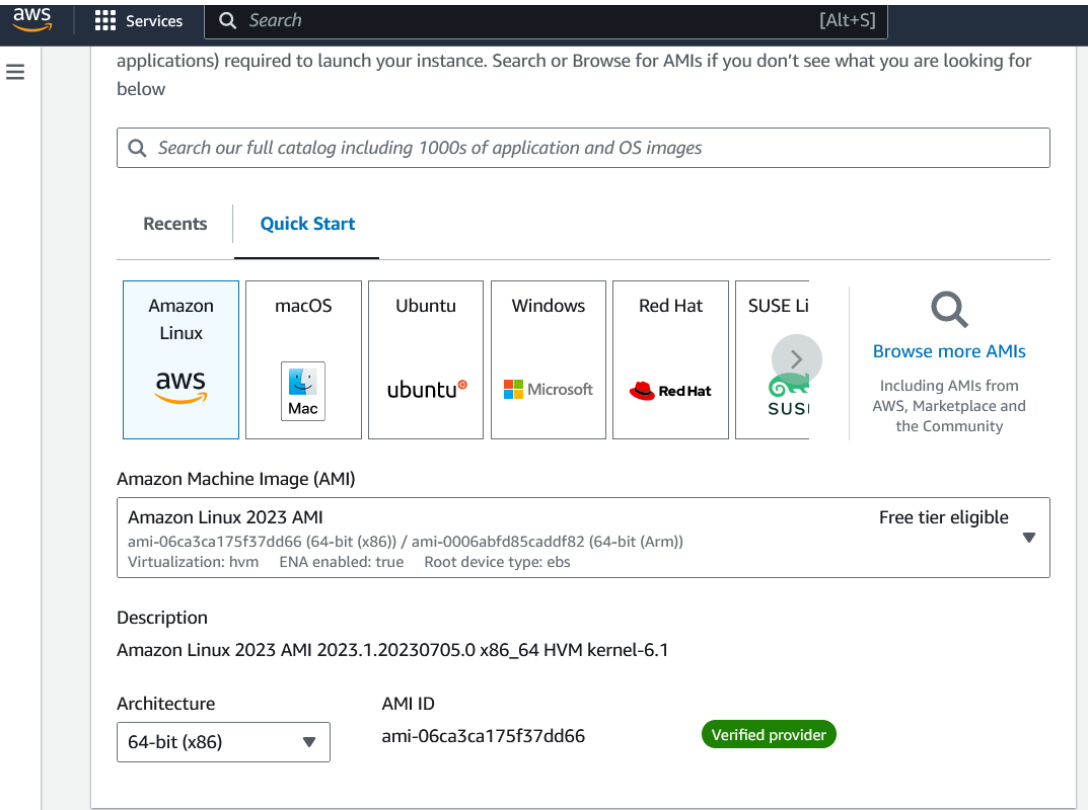 aws Services Search [Alt+S]
applications) required to launch your instance. Search or Browse for AMIs if you don't see what you are looking for
below
Search our full catalog including 1000s of application and OS images
Recents Quick Start
Amazon
Linux
aws
macOS
Mac
Ubuntu
ubuntu
Windows
Microsoft
Red Hat
Red Hat
SUSE Li
SUS
Browse more AMIs
Including AMIs from
AWS, Marketplace and
the Community
Amazon Machine Image (AMI)
Amazon Linux 2023 AMI Free tier eligible
ami-06ca3ca175f37dd66 (64-bit (x86)) / ami-0006abfd85caddf82 (64-bit (Arm))
Virtualization: hvm ENA enabled: true Root device type: ebs
Description
Amazon Linux 2023 AMI 2023.1.20230705.0 x86_64 HVM kernel-6.1
Architecture AMI ID
64-bit (x86) ami-06ca3ca175f37dd66 Verified provider